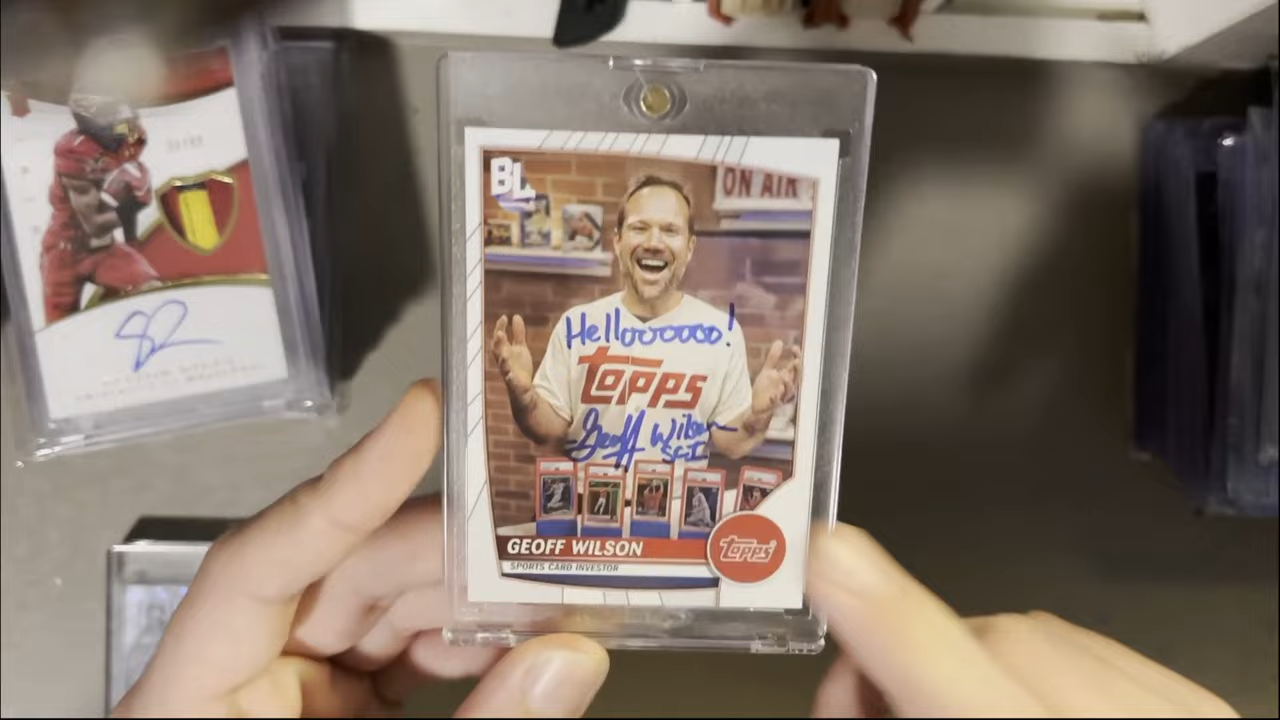 BL
ON AIR
Hellooooooo!
Topps
Geoff Wilson
SCI
GEOFF WILSON
SPORTS CARD INVESTOR
Topps